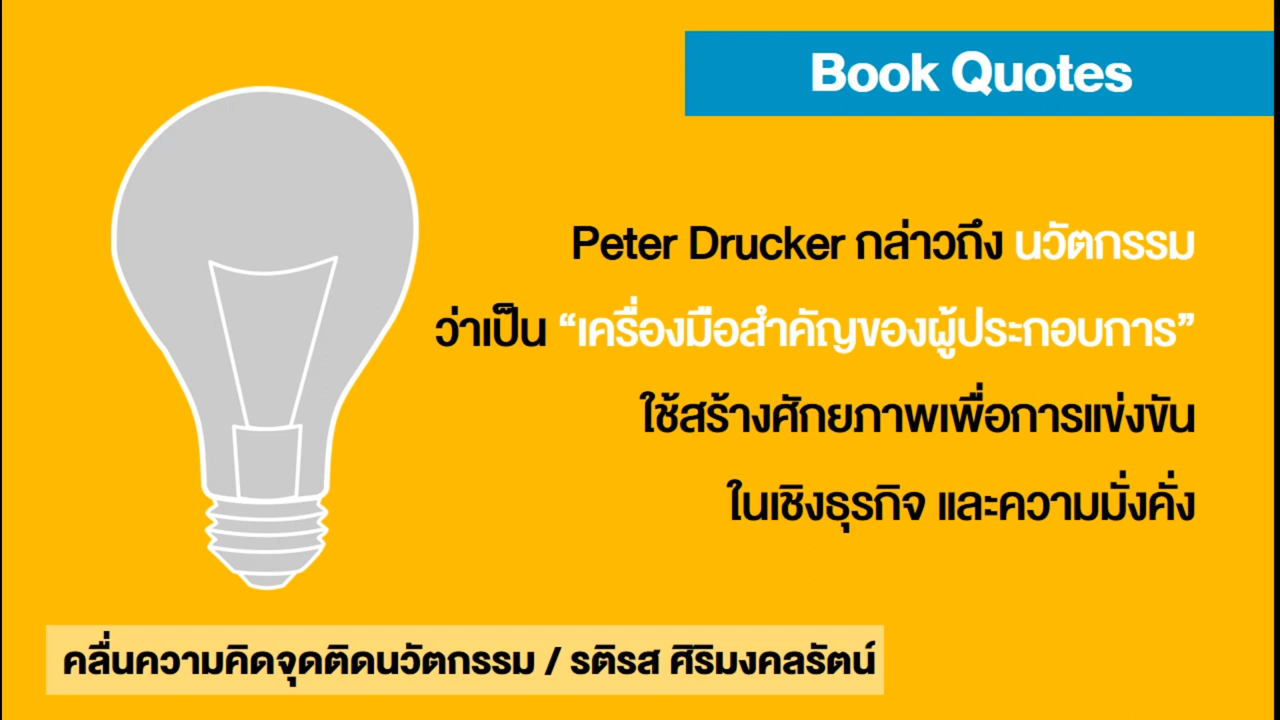 Book Quotes
Peter Drucker กล่าวถึง นวัตกรรม
ว่าเป็น “เครื่องมือสำคัญของผู้ประกอบการ”
ใช้สร้างศักยภาพเพื่อการแข่งขัน
ในเชิงธุรกิจ และความมั่งคั่ง
คลื่นความคิดจุดติดนวัตกรรม / รติรส ศิริมงคลรัตน์